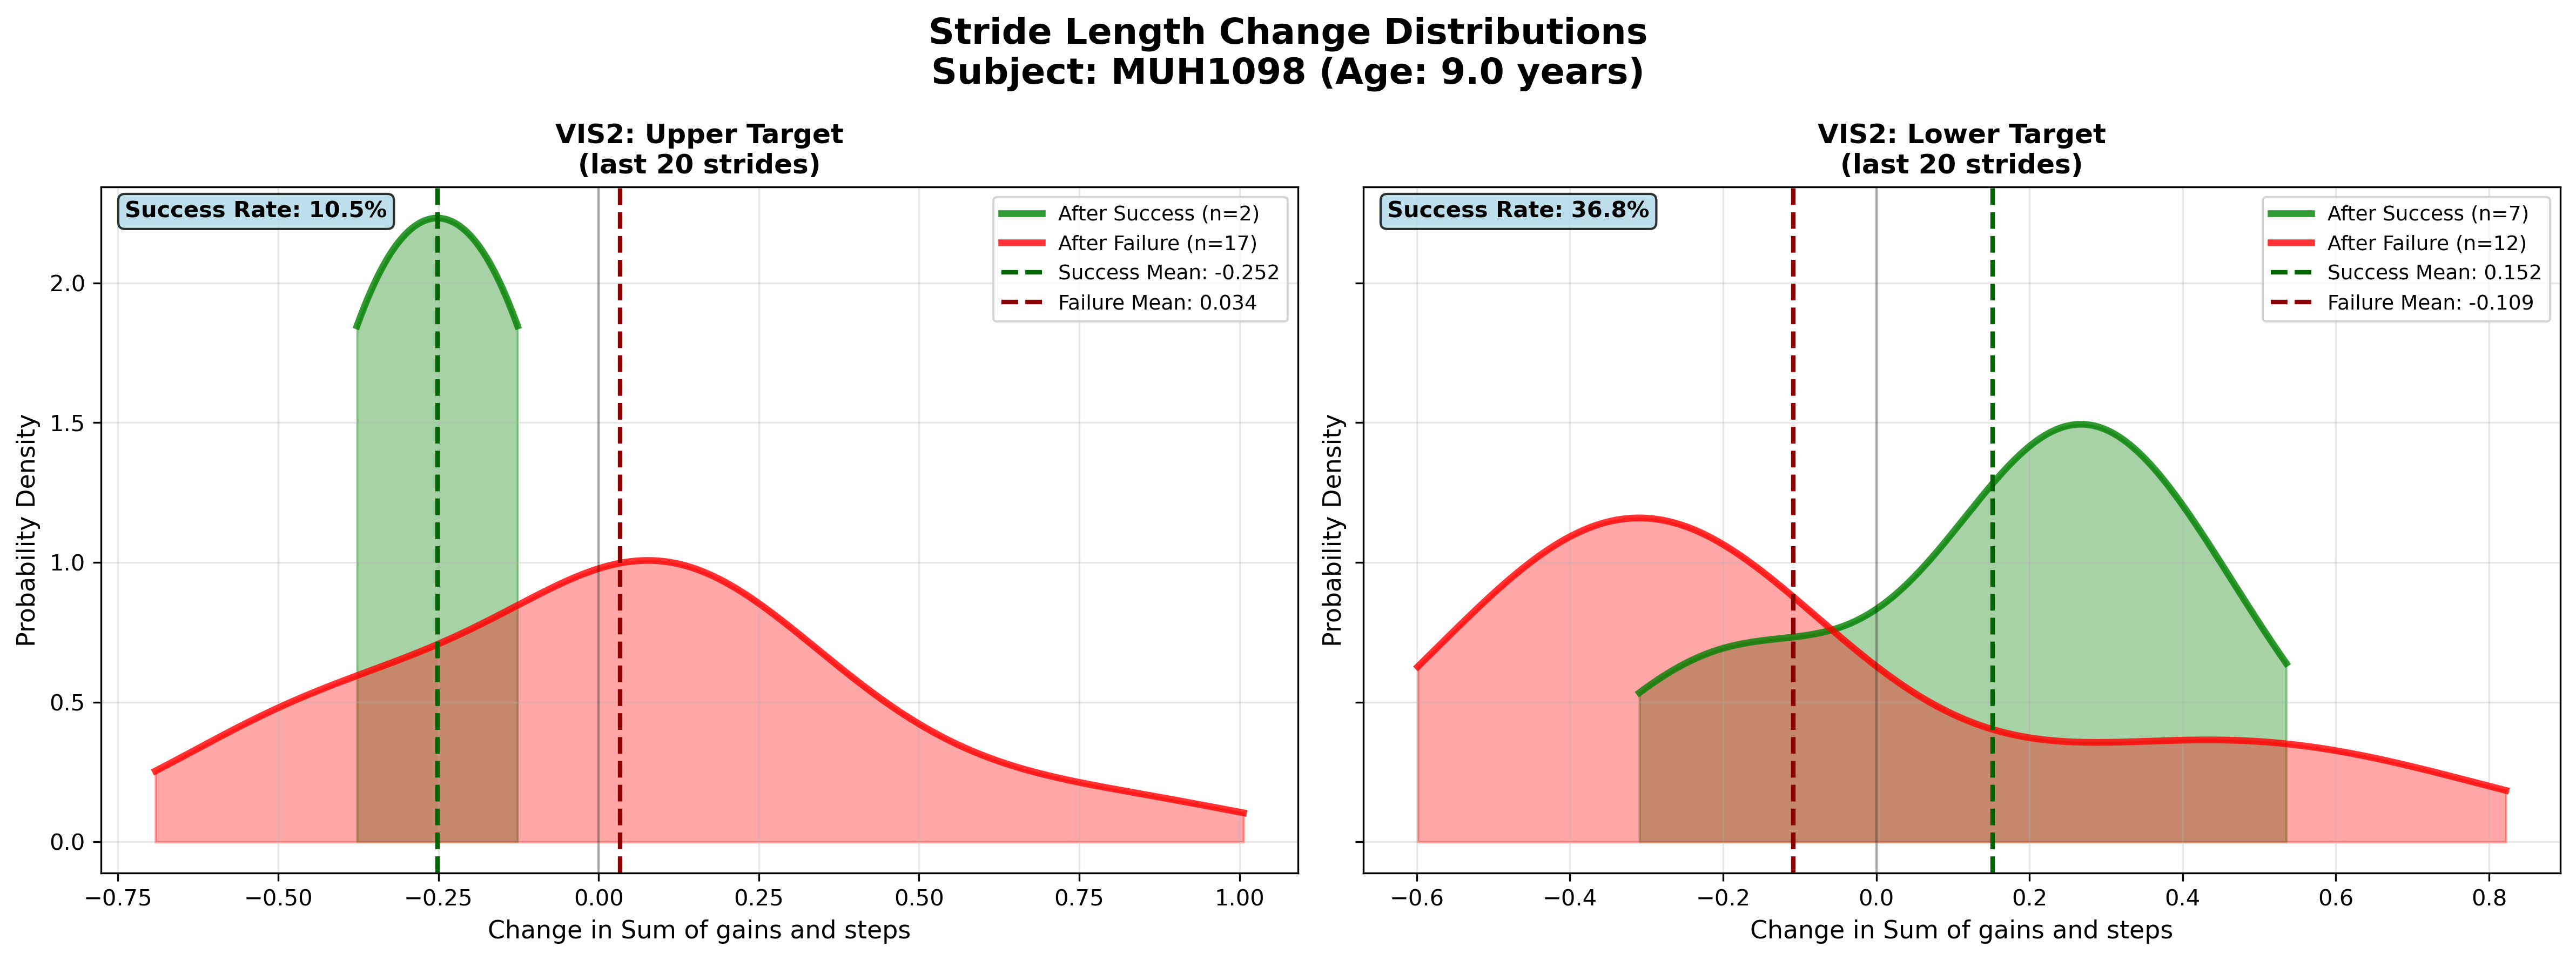 Stride Length Change Distributions
Subject: MUH1098 (Age: 9.0 years)
VIS2: Upper Target
(last 20 strides)
Success Rate: 10.5%
After Success (n=2)
After Failure (n=17)
Success Mean: -0.252
Failure Mean: 0.034
Probability Density
2.0
1.5
1.0
0.5
0.0
−0.75
−0.50
−0.25
0.00
0.25
0.50
0.75
1.00
Change in Sum of gains and steps
VIS2: Lower Target
(last 20 strides)
Success Rate: 36.8%
After Success (n=7)
After Failure (n=12)
Success Mean: 0.152
Failure Mean: -0.109
Probability Density
−0.6
−0.4
−0.2
0.0
0.2
0.4
0.6
0.8
Change in Sum of gains and steps